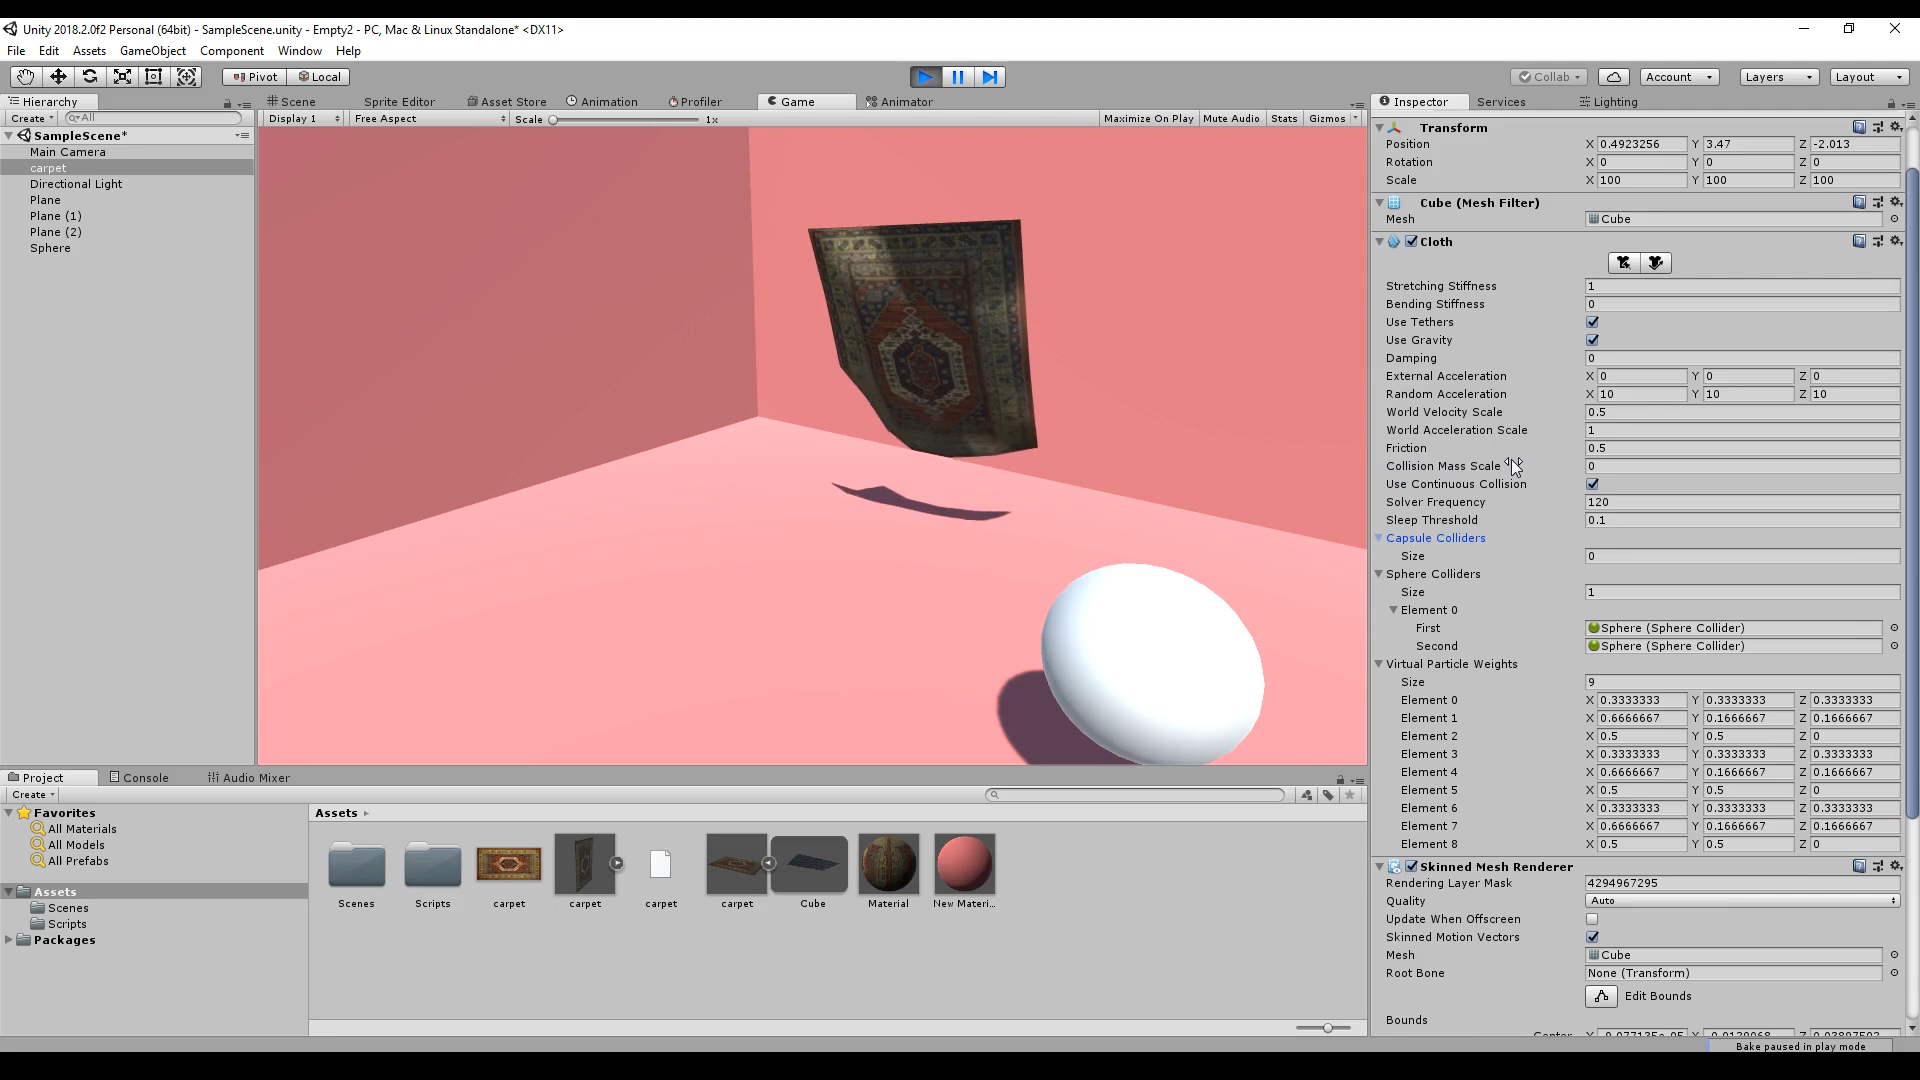 Unity 2018.2.0f2 Personal (64bit) - SampleScene.unity - Empty2 - PC, Mac & Linux Standalone* <DX11>
File Edit Assets GameObject Component Window Help
Pivot Local Collab Account Layers Layout
Hierarchy Scene Sprite Editor Asset Store Animation Profiler Game Animator Inspector Services Lighting
Create All Display 1 Free Aspect Scale 1x Maximize On Play Mute Audio Stats Gizmos
SampleScene*
Main Camera
carpet
Directional Light
Plane
Plane (1)
Plane (2)
Sphere
Transform
Position X 0.4923256 Y 3.47 Z -2.013
Rotation X 0 Y 0 Z 0
Scale X 100 Y 100 Z 100
Cube (Mesh Filter)
Mesh Cube
Cloth
Stretching Stiffness 1
Bending Stiffness 0
Use Tethers
Use Gravity
Damping 0
External Acceleration X 0 Y 0 Z 0
Random Acceleration X 10 Y 10 Z 10
World Velocity Scale 0.5
World Acceleration Scale 1
Friction 0.5
Collision Mass Scale 0
Use Continuous Collision
Solver Frequency 120
Sleep Threshold 0.1
Capsule Colliders
Size 0
Sphere Colliders
Size 1
Element 0
First Sphere (Sphere Collider)
Second Sphere (Sphere Collider)
Virtual Particle Weights
Size 9
Element 0 X 0.3333333 Y 0.3333333 Z 0.3333333
Element 1 X 0.6666667 Y 0.1666667 Z 0.1666667
Element 2 X 0.5 Y 0.5 Z 0
Element 3 X 0.3333333 Y 0.3333333 Z 0.3333333
Element 4 X 0.6666667 Y 0.1666667 Z 0.1666667
Element 5 X 0.5 Y 0.5 Z 0
Element 6 X 0.3333333 Y 0.3333333 Z 0.3333333
Element 7 X 0.6666667 Y 0.1666667 Z 0.1666667
Element 8 X 0.5 Y 0.5 Z 0
Skinned Mesh Renderer
Rendering Layer Mask 4294967295
Quality Auto
Update When Offscreen
Skinned Motion Vectors
Mesh Cube
Root Bone None (Transform)
Edit Bounds
Bounds
Project Console Audio Mixer
Create
Favorites
All Materials
All Models
All Prefabs
Assets
Scenes
Scripts
Packages
Assets
Scenes Scripts carpet carpet carpet carpet Cube Material New Materi...
Bake paused in play mode